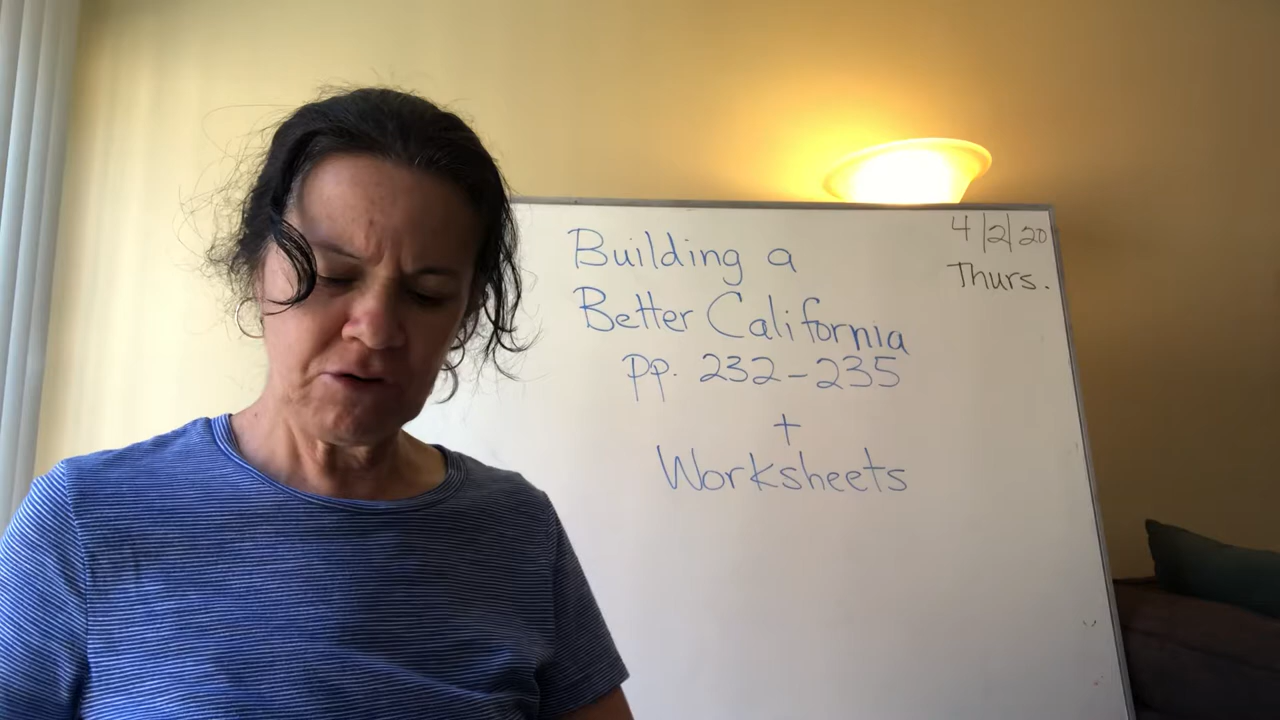 Building a
Better California
pp. 232-235
+
Worksheets
4/2/20
Thurs.